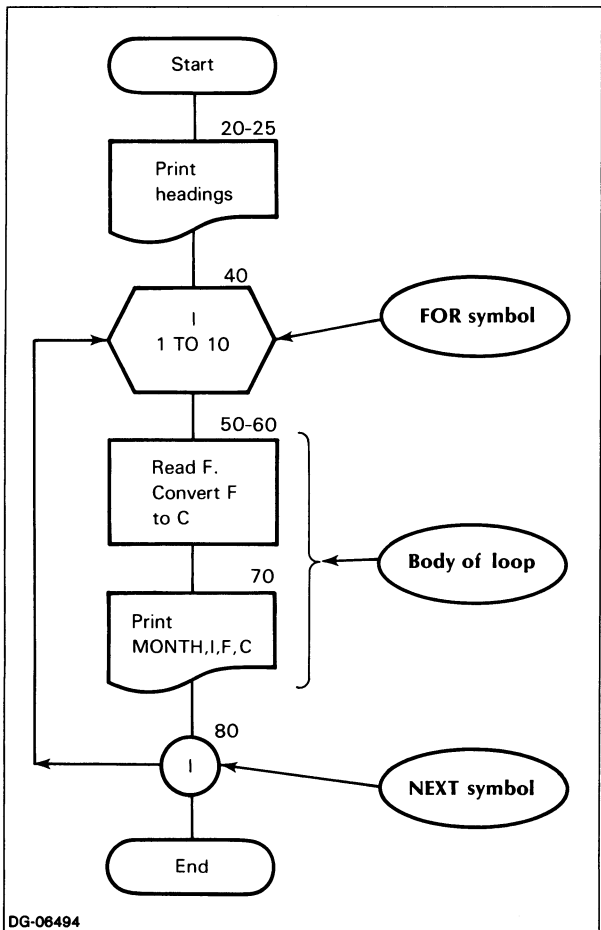 Start
20-25
Print
headings
40
I
1 TO 10
FOR symbol
50-60
Read F.
Convert F
to C
Body of loop
70
Print
MONTH,I,F,C
80
I
NEXT symbol
End
DG-06494